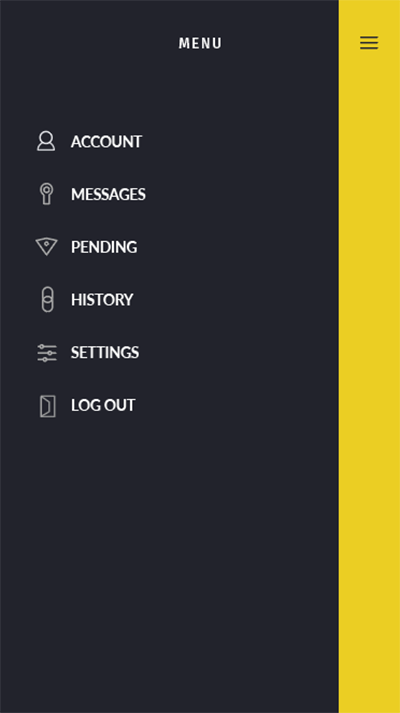 MENU
ACCOUNT
MESSAGES
PENDING
HISTORY
SETTINGS
LOG OUT